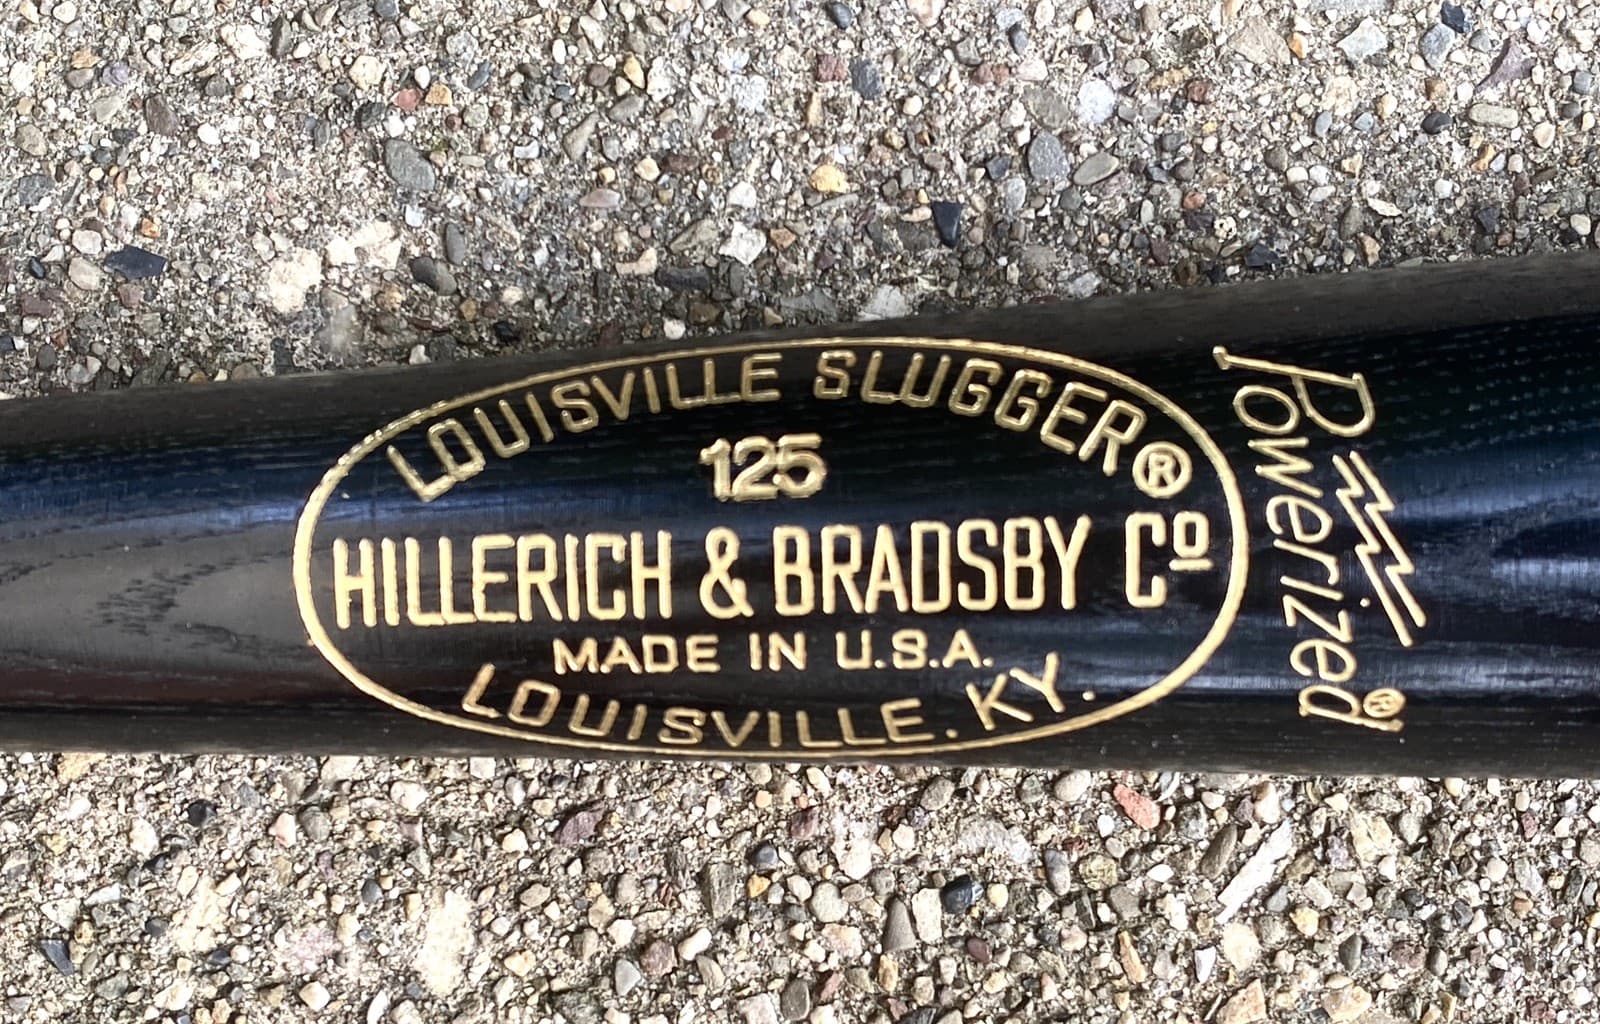 LOUISVILLE SLUGGER®
125
HILLERICH & BRADSBY Cº
MADE IN U.S.A.
LOUISVILLE. KY.
Powerized®